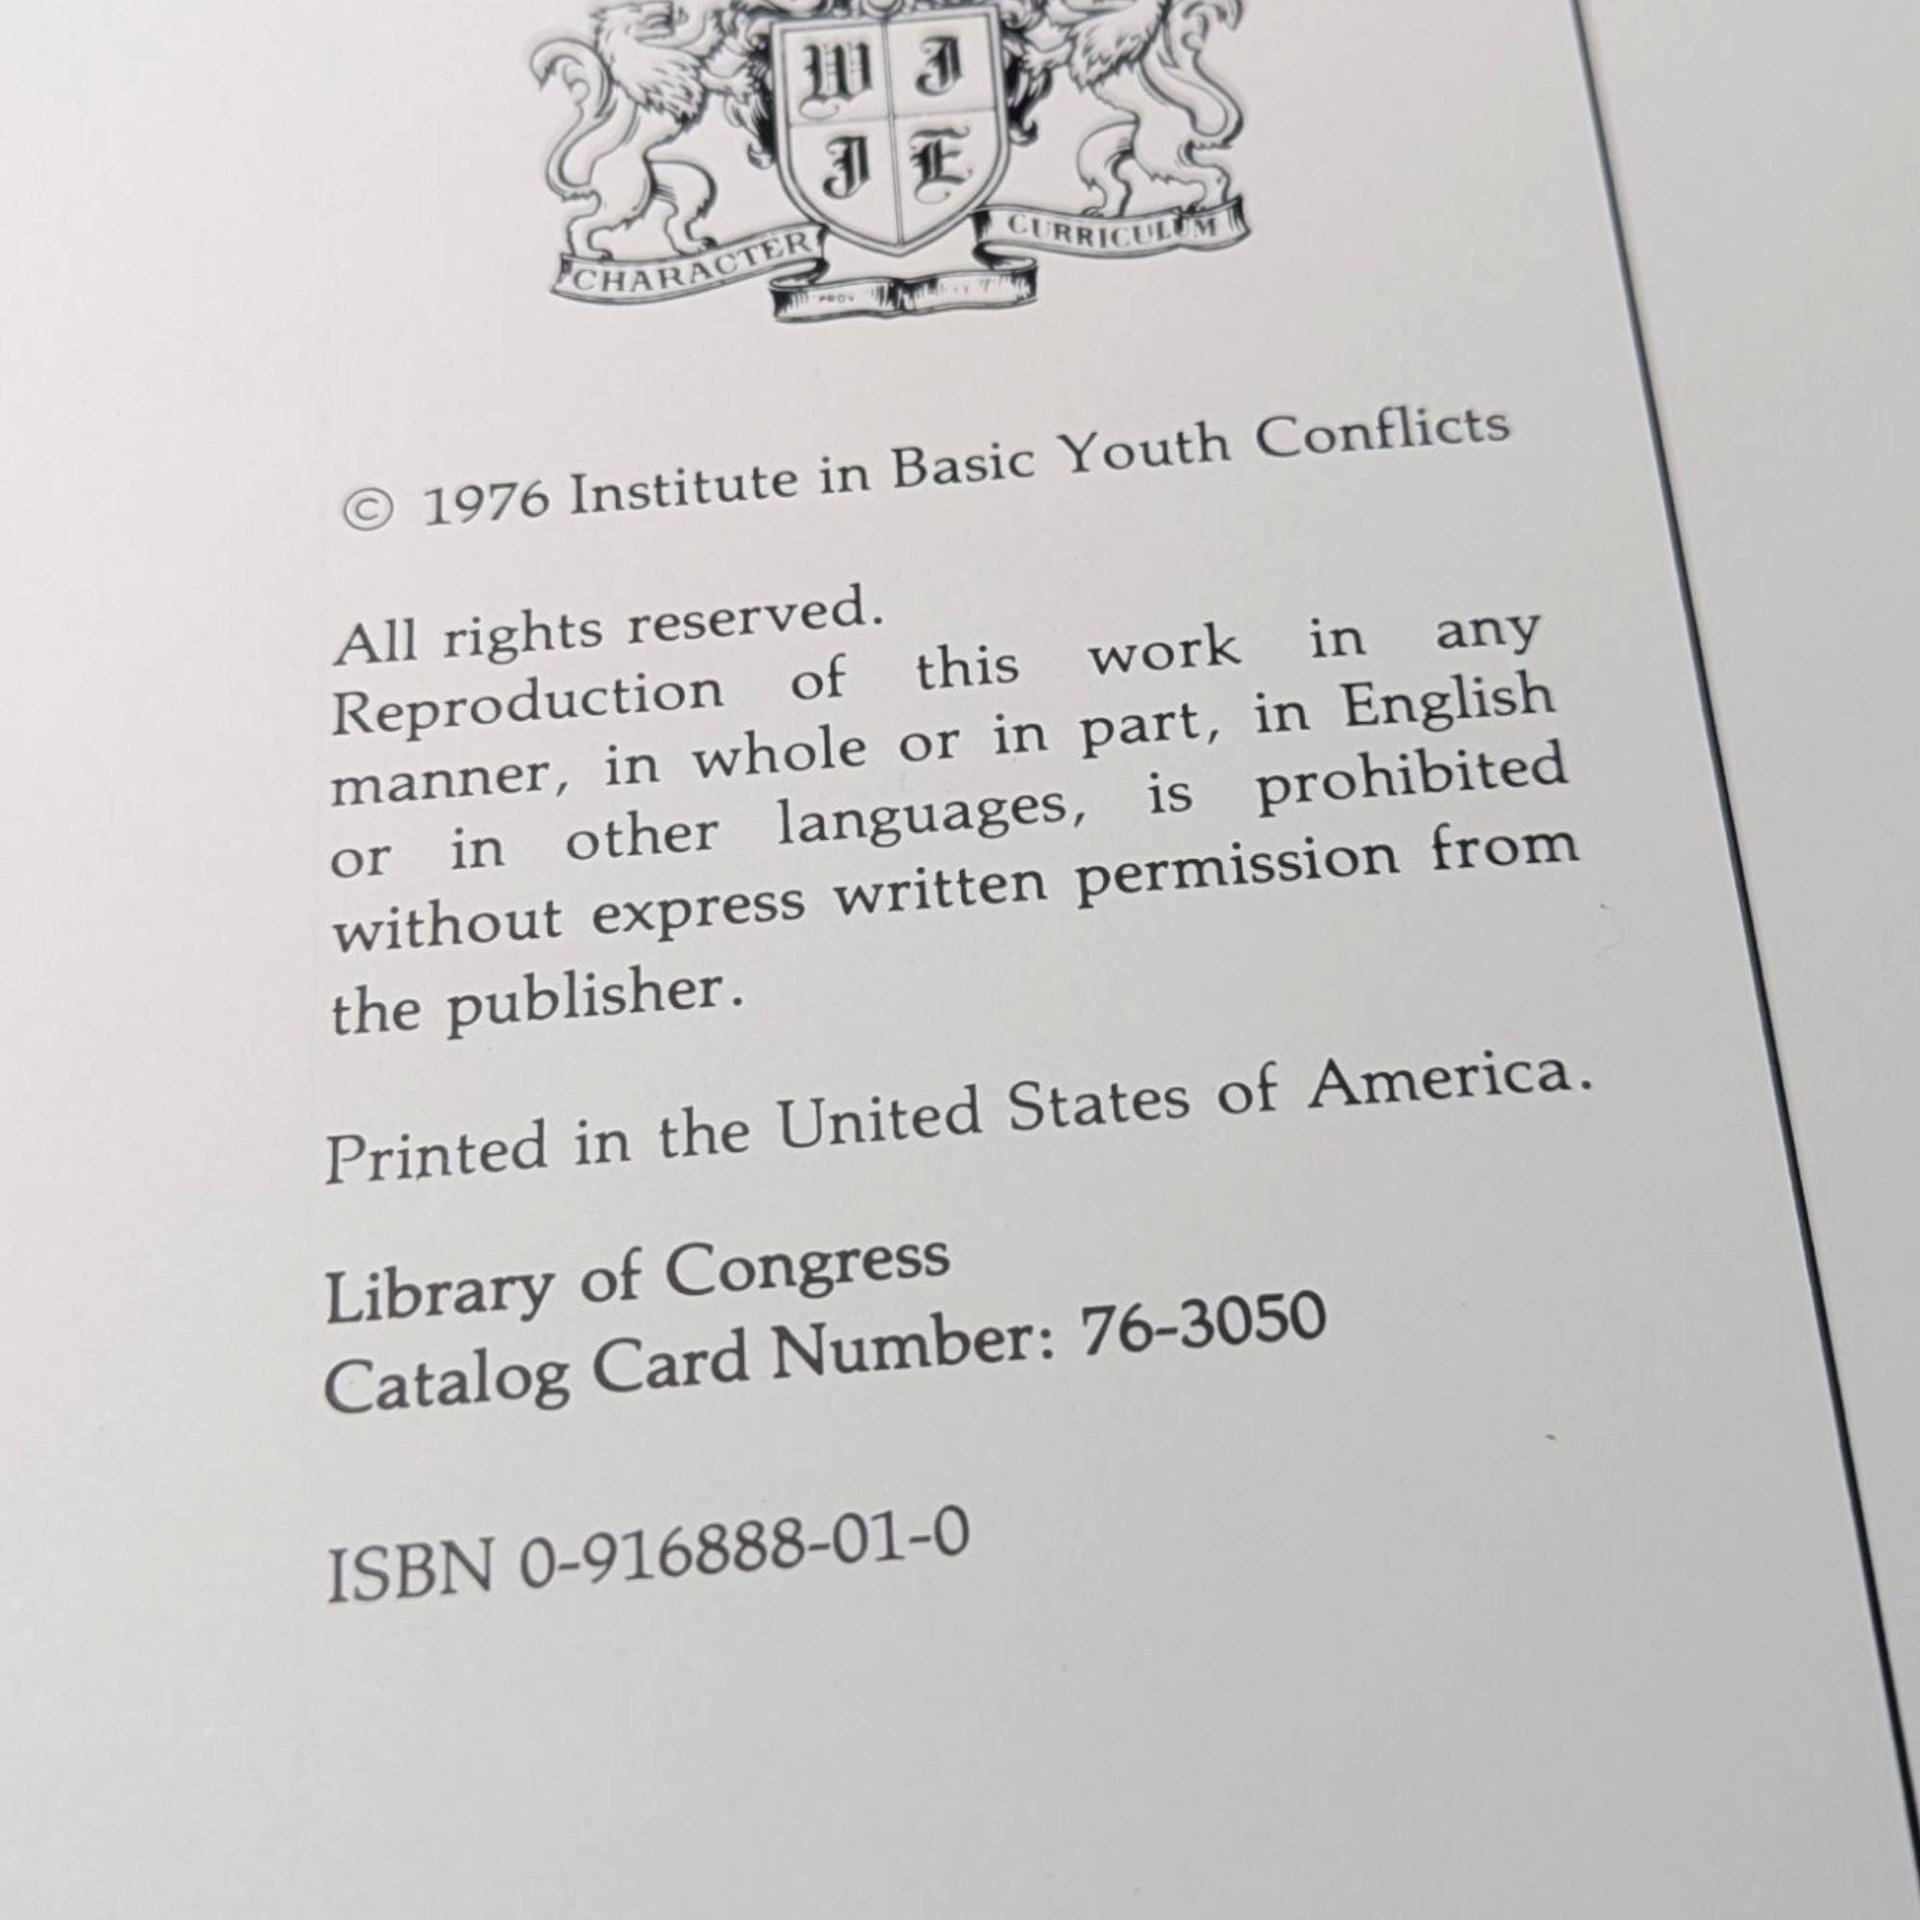 W J
J E
CHARACTER
CURRICULUM
PROV
© 1976 Institute in Basic Youth Conflicts
All rights reserved.
Reproduction of this work in any
manner, in whole or in part, in English
or in other languages, is prohibited
without express written permission from
the publisher.
Printed in the United States of America.
Library of Congress
Catalog Card Number: 76-3050
ISBN 0-916888-01-0